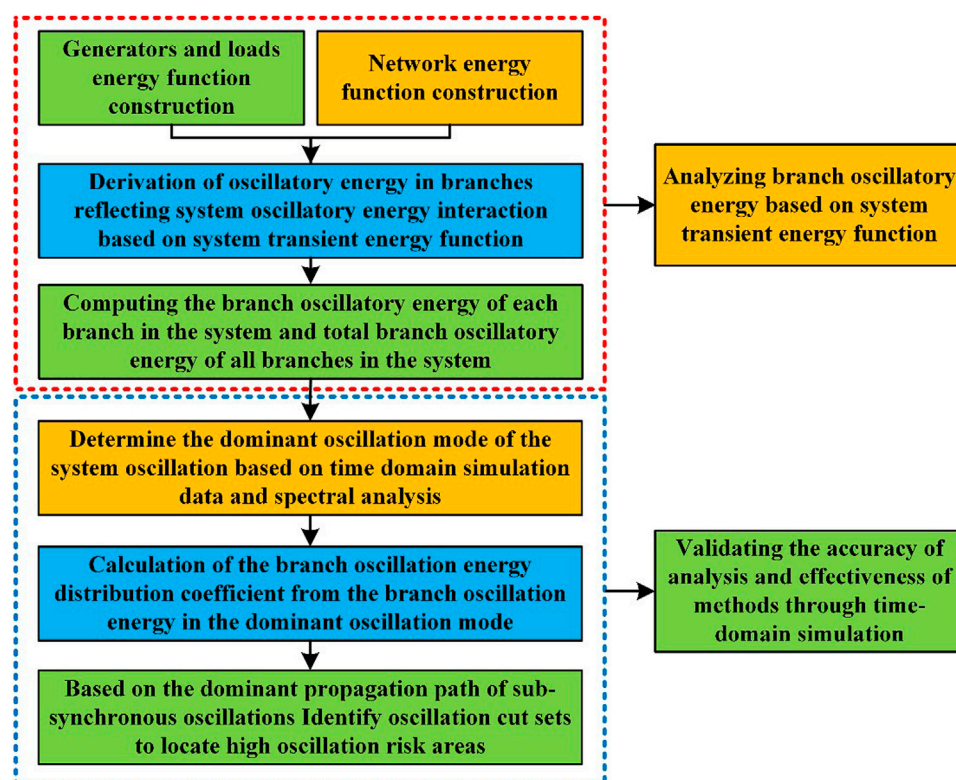 Generators and loads
energy function
construction
Network energy
function construction
Derivation of oscillatory energy in branches
reflecting system oscillatory energy interaction
based on system transient energy function
Analyzing branch oscillatory
energy based on system
transient energy function
Computing the branch oscillatory energy of each
branch in the system and total branch oscillatory
energy of all branches in the system
Determine the dominant oscillation mode of the
system oscillation based on time domain simulation
data and spectral analysis
Calculation of the branch oscillation energy
distribution coefficient from the branch oscillation
energy in the dominant oscillation mode
Validating the accuracy of
analysis and effectiveness of
methods through time-
domain simulation
Based on the dominant propagation path of sub-
synchronous oscillations Identify oscillation cut sets
to locate high oscillation risk areas